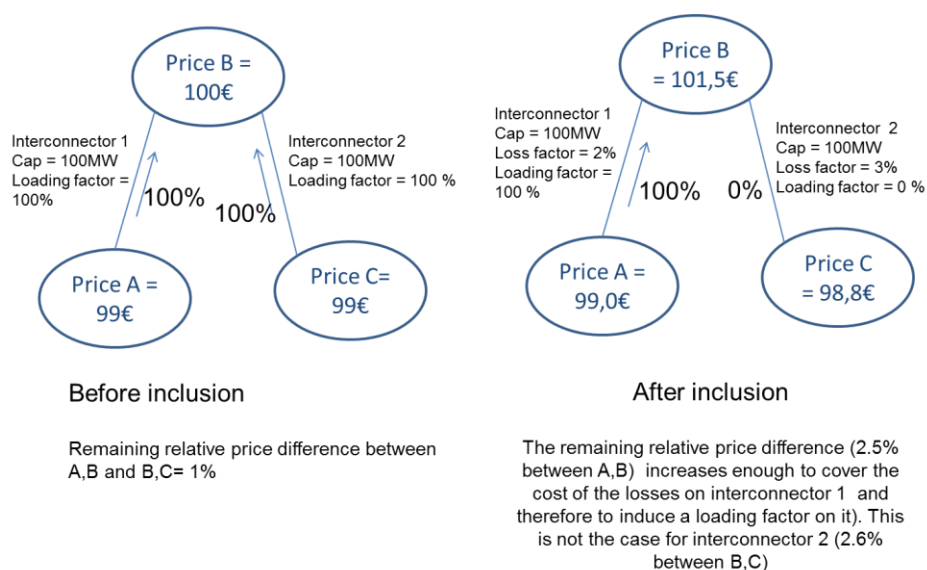 Price B =
100€
Interconnector 1
Cap = 100MW
Loading factor =
100%
100%
100%
Interconnector 2
Cap = 100MW
Loading factor = 100 %
Price A =
99€
Price C=
99€
Before inclusion
Remaining relative price difference between
A,B and B,C= 1%
Price B
= 101,5€
Interconnector 1
Cap = 100MW
Loss factor = 2%
Loading factor =
100 %
100%
0%
Interconnector 2
Cap = 100MW
Loss factor = 3%
Loading factor = 0 %
Price A =
99,0€
Price C
= 98,8€
After inclusion
The remaining relative price difference (2.5%
between A,B) increases enough to cover the
cost of the losses on interconnector 1 and
therefore to induce a loading factor on it). This
is not the case for interconnector 2 (2.6%
between B,C)